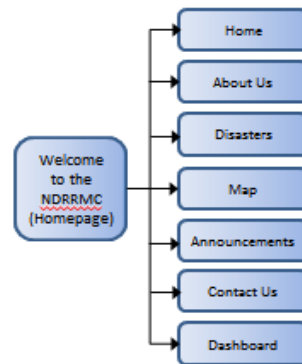 Welcome
to the
NDRRMC
(Homepage)
Home
About Us
Disasters
Map
Announcements
Contact Us
Dashboard